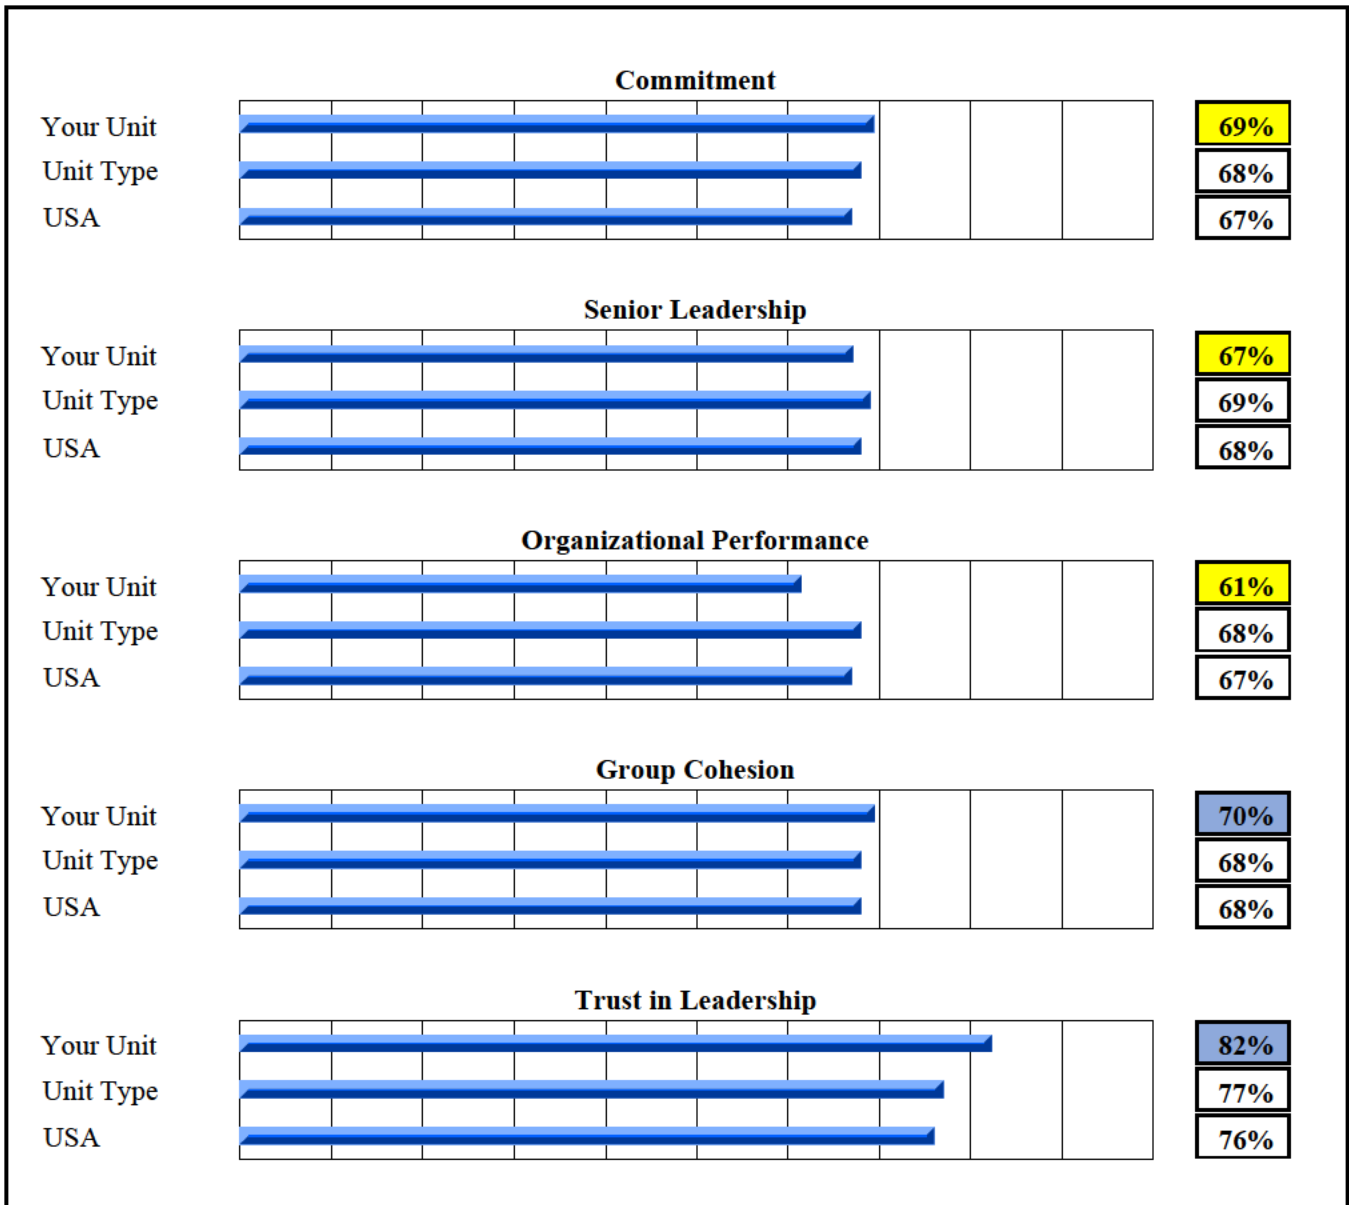 Commitment
Your Unit 69%
Unit Type 68%
USA 67%
Senior Leadership
Your Unit 67%
Unit Type 69%
USA 68%
Organizational Performance
Your Unit 61%
Unit Type 68%
USA 67%
Group Cohesion
Your Unit 70%
Unit Type 68%
USA 68%
Trust in Leadership
Your Unit 82%
Unit Type 77%
USA 76%